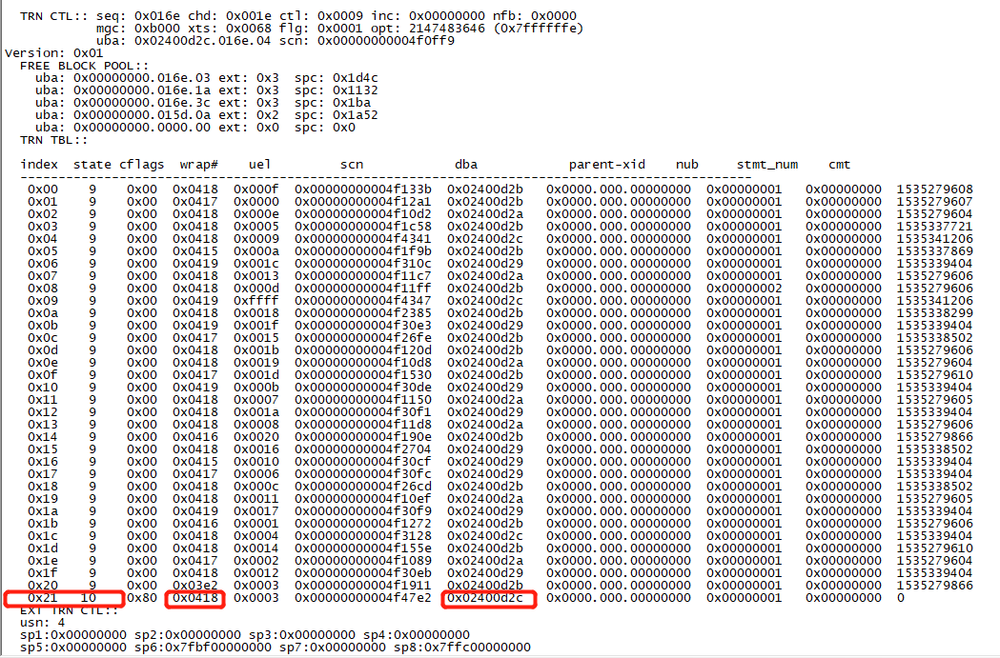 TRN CTL:: seq: 0x016e chd: 0x001e ctl: 0x0009 inc: 0x00000000 nfb: 0x0000
mgc: 0xb000 xts: 0x0068 flg: 0x0001 opt: 2147483646 (0x7ffffffe)
uba: 0x02400d2c.016e.04 scn: 0x00000000004f0ff9
Version: 0x01
FREE BLOCK POOL::
uba: 0x00000000.016e.03 ext: 0x3 spc: 0x1d4c
uba: 0x00000000.016e.1a ext: 0x3 spc: 0x1132
uba: 0x00000000.016e.3c ext: 0x3 spc: 0x1ba
uba: 0x00000000.015d.0a ext: 0x2 spc: 0x1a52
uba: 0x00000000.0000.00 ext: 0x0 spc: 0x0
TRN TBL::
index state cflags wrap# uel scn dba parent-xid nub stmt_num cmt
------------------------------------------------------------------------------------------------
0x00 9 0x00 0x0418 0x000f 0x00000000004f133b 0x02400d2b 0x0000.000.00000000 0x00000001 0x00000000 1535279608
0x01 9 0x00 0x0417 0x0000 0x00000000004f12a1 0x02400d2b 0x0000.000.00000000 0x00000001 0x00000000 1535279607
0x02 9 0x00 0x0418 0x000e 0x00000000004f10d2 0x02400d2a 0x0000.000.00000000 0x00000001 0x00000000 1535279604
0x03 9 0x00 0x0418 0x0005 0x00000000004f1c58 0x02400d2b 0x0000.000.00000000 0x00000001 0x00000000 1535337721
0x04 9 0x00 0x0418 0x0009 0x00000000004f4341 0x02400d2c 0x0000.000.00000000 0x00000001 0x00000000 1535341206
0x05 9 0x00 0x0415 0x000a 0x00000000004f1f9b 0x02400d2b 0x0000.000.00000000 0x00000001 0x00000000 1535337869
0x06 9 0x00 0x0419 0x001c 0x00000000004f310c 0x02400d29 0x0000.000.00000000 0x00000001 0x00000000 1535339404
0x07 9 0x00 0x0418 0x0013 0x00000000004f11c7 0x02400d2a 0x0000.000.00000000 0x00000001 0x00000000 1535279606
0x08 9 0x00 0x0418 0x000d 0x00000000004f11ff 0x02400d2b 0x0000.000.00000000 0x00000002 0x00000000 1535279606
0x09 9 0x00 0x0419 0xffff 0x00000000004f4347 0x02400d2c 0x0000.000.00000000 0x00000001 0x00000000 1535341206
0x0a 9 0x00 0x0418 0x0018 0x00000000004f2385 0x02400d2b 0x0000.000.00000000 0x00000001 0x00000000 1535338299
0x0b 9 0x00 0x0419 0x001f 0x00000000004f30e3 0x02400d29 0x0000.000.00000000 0x00000001 0x00000000 1535339404
0x0c 9 0x00 0x0417 0x0015 0x00000000004f26fe 0x02400d2b 0x0000.000.00000000 0x00000001 0x00000000 1535338502
0x0d 9 0x00 0x0418 0x001b 0x00000000004f120d 0x02400d2b 0x0000.000.00000000 0x00000001 0x00000000 1535279606
0x0e 9 0x00 0x0418 0x0019 0x00000000004f10d8 0x02400d2a 0x0000.000.00000000 0x00000001 0x00000000 1535279604
0x0f 9 0x00 0x0417 0x001d 0x00000000004f1530 0x02400d2b 0x0000.000.00000000 0x00000001 0x00000000 1535279610
0x10 9 0x00 0x0419 0x000b 0x00000000004f30de 0x02400d29 0x0000.000.00000000 0x00000001 0x00000000 1535339404
0x11 9 0x00 0x0418 0x0007 0x00000000004f1150 0x02400d2a 0x0000.000.00000000 0x00000001 0x00000000 1535279605
0x12 9 0x00 0x0418 0x001a 0x00000000004f30f1 0x02400d29 0x0000.000.00000000 0x00000001 0x00000000 1535339404
0x13 9 0x00 0x0418 0x0008 0x00000000004f11d8 0x02400d2a 0x0000.000.00000000 0x00000001 0x00000000 1535279606
0x14 9 0x00 0x0416 0x0020 0x00000000004f190e 0x02400d2b 0x0000.000.00000000 0x00000001 0x00000000 1535279866
0x15 9 0x00 0x0418 0x0016 0x00000000004f2704 0x02400d29 0x0000.000.00000000 0x00000001 0x00000000 1535338502
0x16 9 0x00 0x0415 0x0010 0x00000000004f30cf 0x02400d29 0x0000.000.00000000 0x00000001 0x00000000 1535339404
0x17 9 0x00 0x0417 0x0006 0x00000000004f30fc 0x02400d29 0x0000.000.00000000 0x00000001 0x00000000 1535339404
0x18 9 0x00 0x0418 0x000c 0x00000000004f26cd 0x02400d2b 0x0000.000.00000000 0x00000001 0x00000000 1535338502
0x19 9 0x00 0x0418 0x0011 0x00000000004f10ef 0x02400d2a 0x0000.000.00000000 0x00000001 0x00000000 1535279605
0x1a 9 0x00 0x0419 0x0017 0x00000000004f30f9 0x02400d29 0x0000.000.00000000 0x00000001 0x00000000 1535339404
0x1b 9 0x00 0x0416 0x0001 0x00000000004f1272 0x02400d2b 0x0000.000.00000000 0x00000001 0x00000000 1535279606
0x1c 9 0x00 0x0418 0x0004 0x00000000004f3128 0x02400d2c 0x0000.000.00000000 0x00000001 0x00000000 1535339404
0x1d 9 0x00 0x0418 0x0014 0x00000000004f155e 0x02400d2b 0x0000.000.00000000 0x00000001 0x00000000 1535279610
0x1e 9 0x00 0x0417 0x0002 0x00000000004f1089 0x02400d2a 0x0000.000.00000000 0x00000001 0x00000000 1535279604
0x1f 9 0x00 0x0418 0x0012 0x00000000004f30eb 0x02400d29 0x0000.000.00000000 0x00000001 0x00000000 1535339404
0x20 9 0x00 0x03e2 0x0003 0x00000000004f1911 0x02400d2b 0x0000.000.00000000 0x00000001 0x00000000 1535279866
0x21 10 0x80 0x0418 0x0003 0x00000000004f47e2 0x02400d2c 0x0000.000.00000000 0x00000001 0x00000000 0
EXT TRN CTL::
usn: 4
sp1:0x00000000 sp2:0x00000000 sp3:0x00000000 sp4:0x00000000
sp5:0x00000000 sp6:0x7fbf00000000 sp7:0x00000000 sp8:0x7ffc00000000